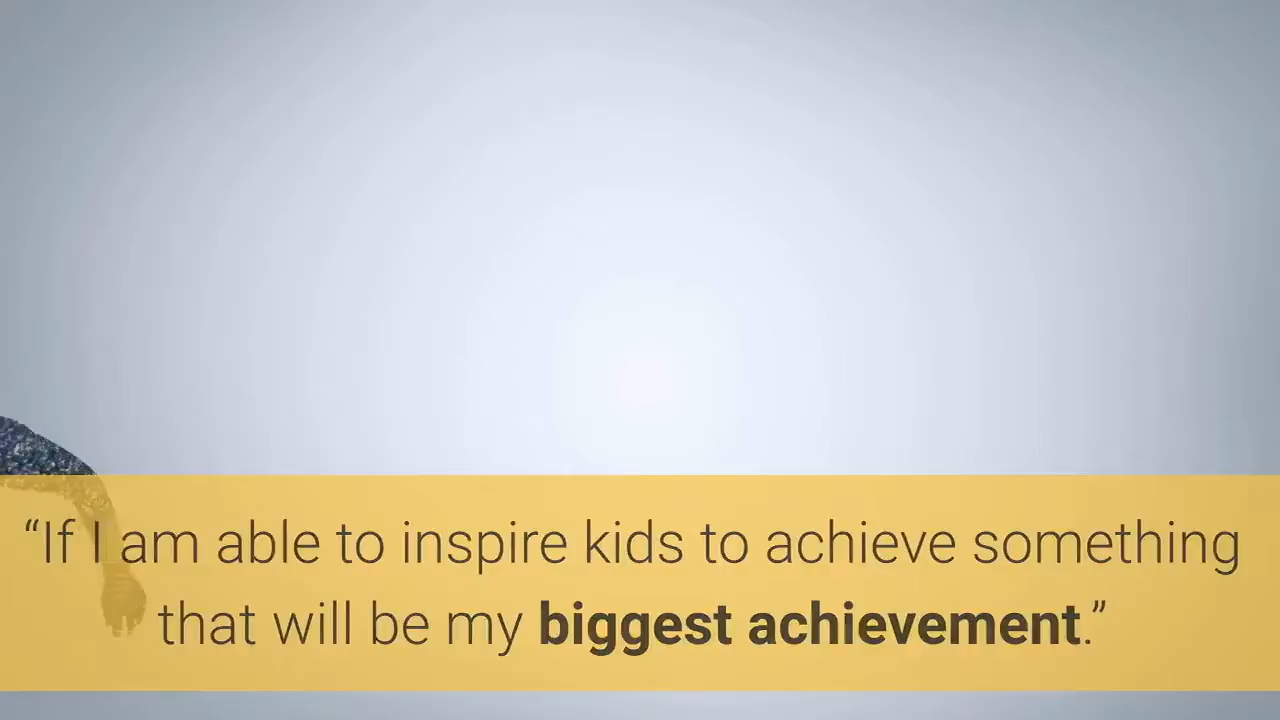 “If I am able to inspire kids to achieve something
that will be my biggest achievement.”